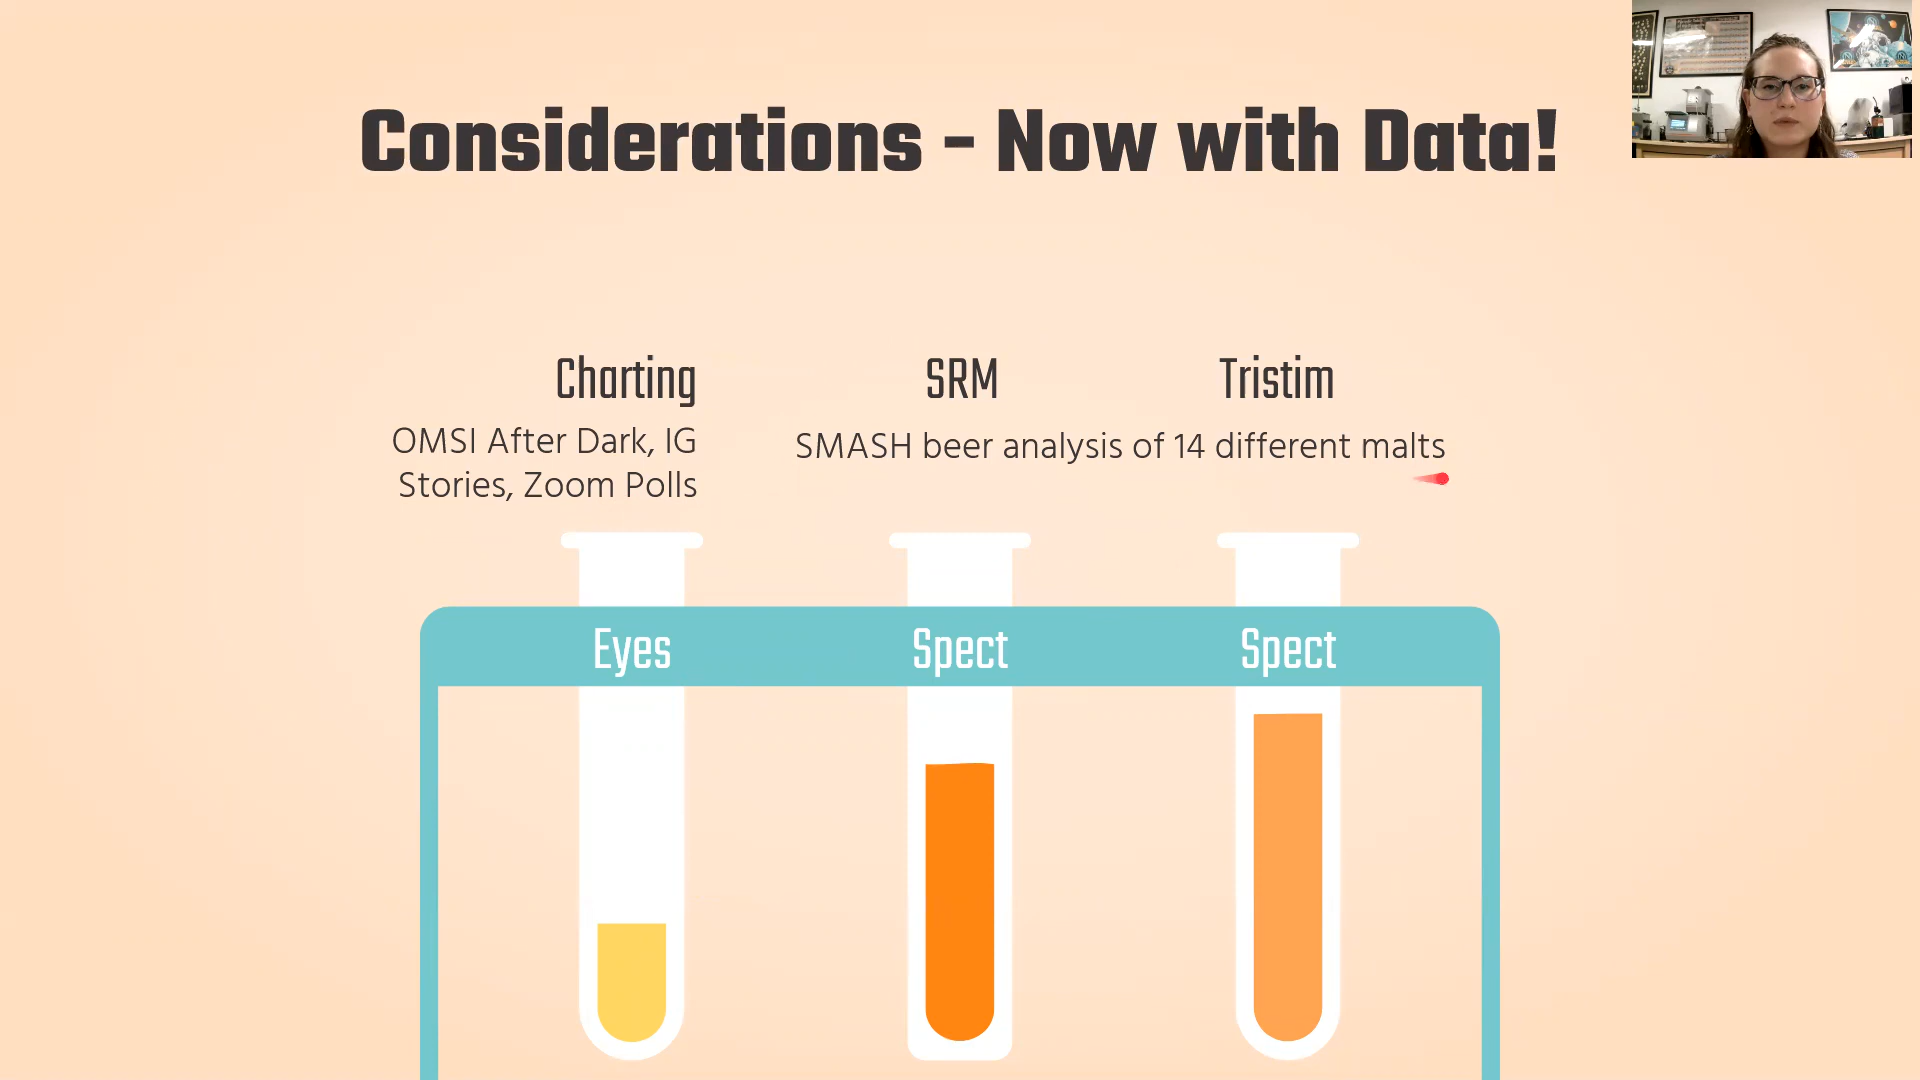 Considerations - Now with Data!
Charting
SRM
Tristim
OMSI After Dark, IG
Stories, Zoom Polls
SMASH beer analysis of 14 different malts
Eyes
Spect
Spect